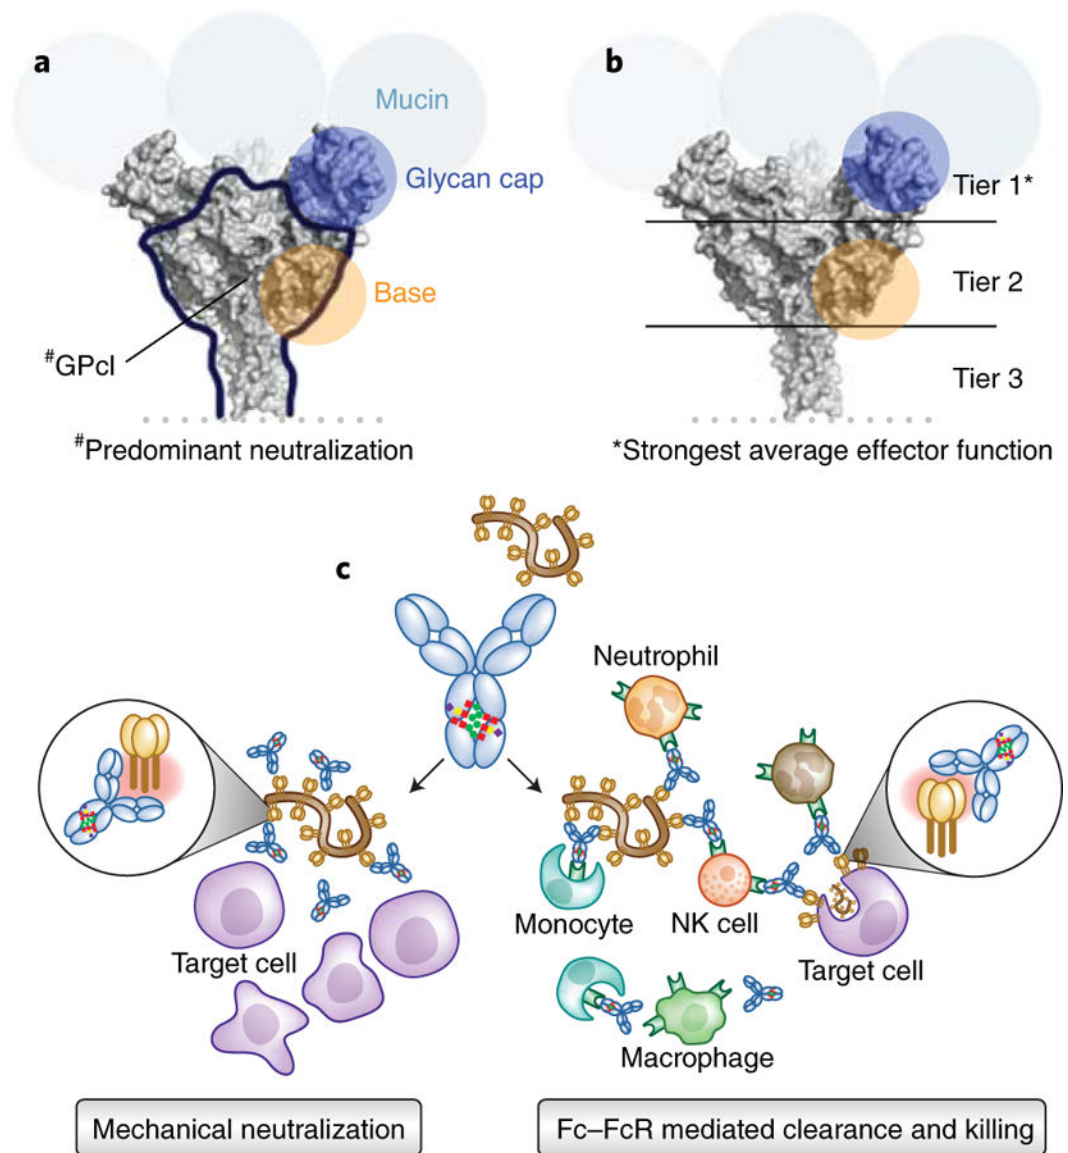 a
Mucin
Glycan cap
Base
#GPcl
#Predominant neutralization
b
Tier 1*
Tier 2
Tier 3
*Strongest average effector function
c
Neutrophil
Monocyte
NK cell
Target cell
Target cell
Macrophage
Mechanical neutralization
Fc–FcR mediated clearance and killing